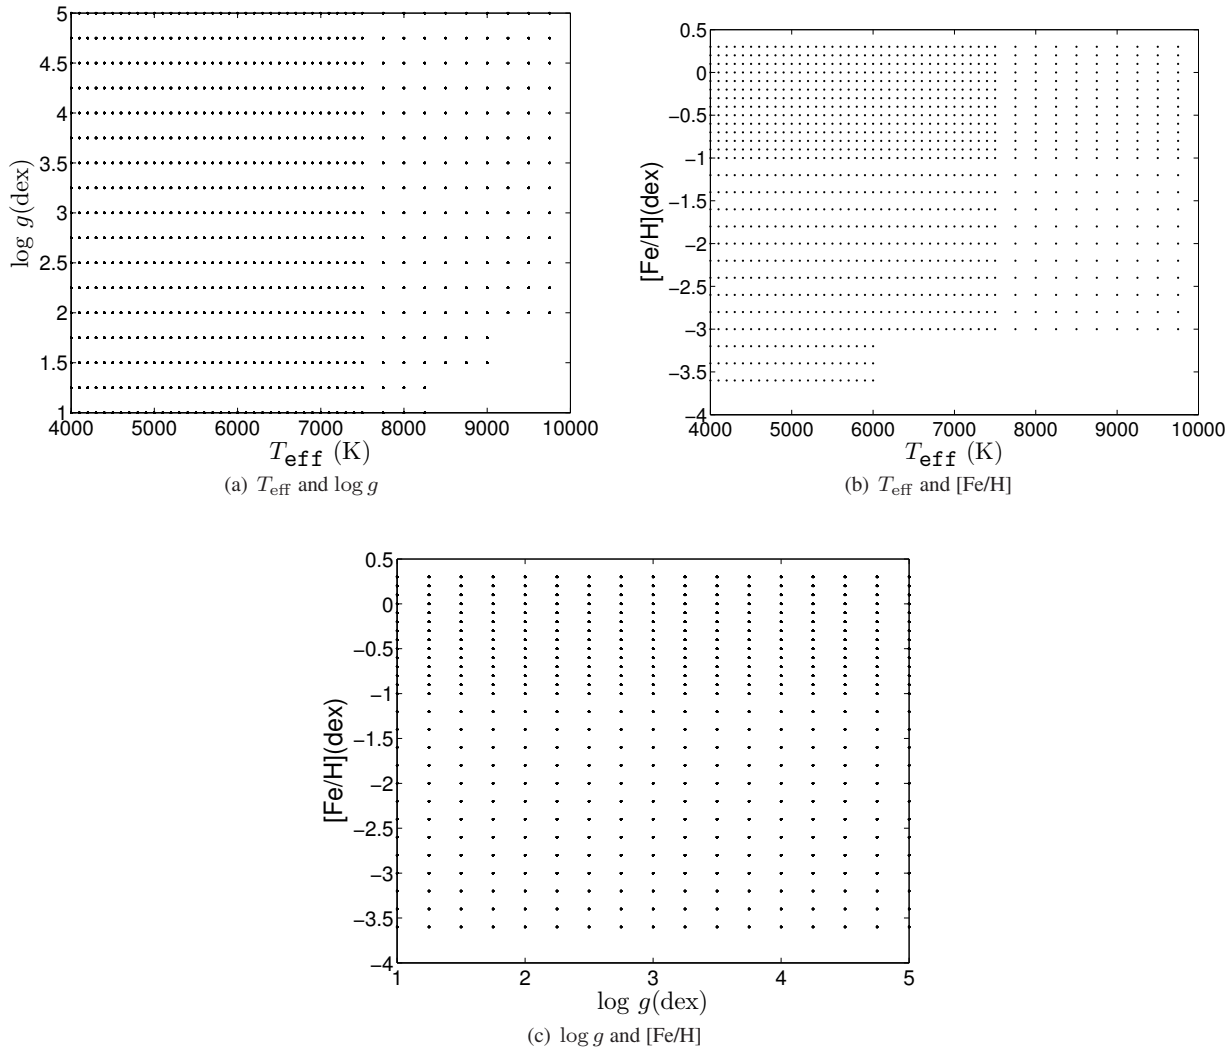 5
4.5
4
3.5
3
2.5
2
1.5
1
log g(dex)
4000 5000 6000 7000 8000 9000 10000
T_eff (K)
(a) T_eff and log g
0.5
0
−0.5
−1
−1.5
−2
−2.5
−3
−3.5
−4
[Fe/H](dex)
4000 5000 6000 7000 8000 9000 10000
T_eff (K)
(b) T_eff and [Fe/H]
0.5
0
−0.5
−1
−1.5
−2
−2.5
−3
−3.5
−4
[Fe/H](dex)
1 2 3 4 5
log g(dex)
(c) log g and [Fe/H]